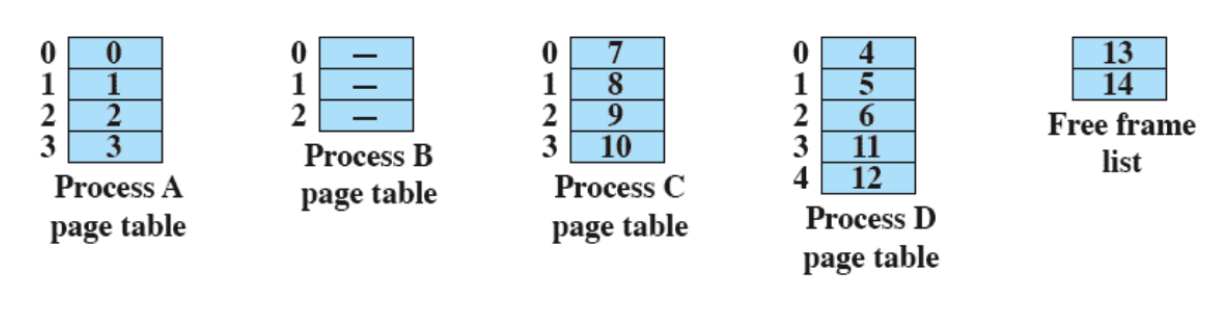 0 0
1 1
2 2
3 3
Process A
page table
0 —
1 —
2 —
Process B
page table
0 7
1 8
2 9
3 10
Process C
page table
0 4
1 5
2 6
3 11
4 12
Process D
page table
13
14
Free frame
list